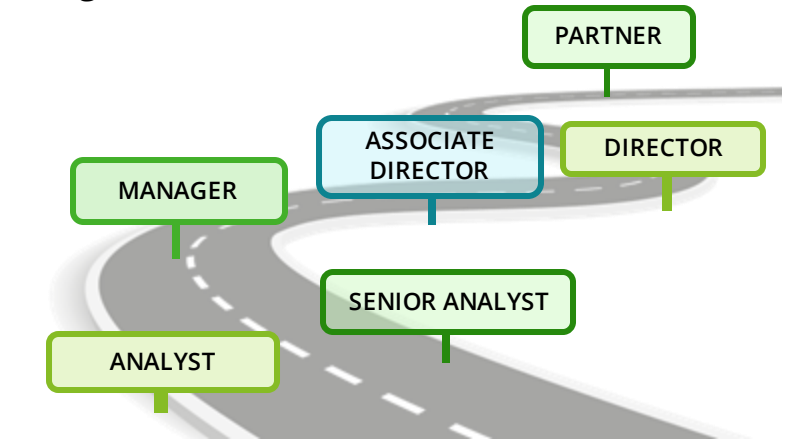 PARTNER
ASSOCIATE
DIRECTOR
DIRECTOR
MANAGER
SENIOR ANALYST
ANALYST